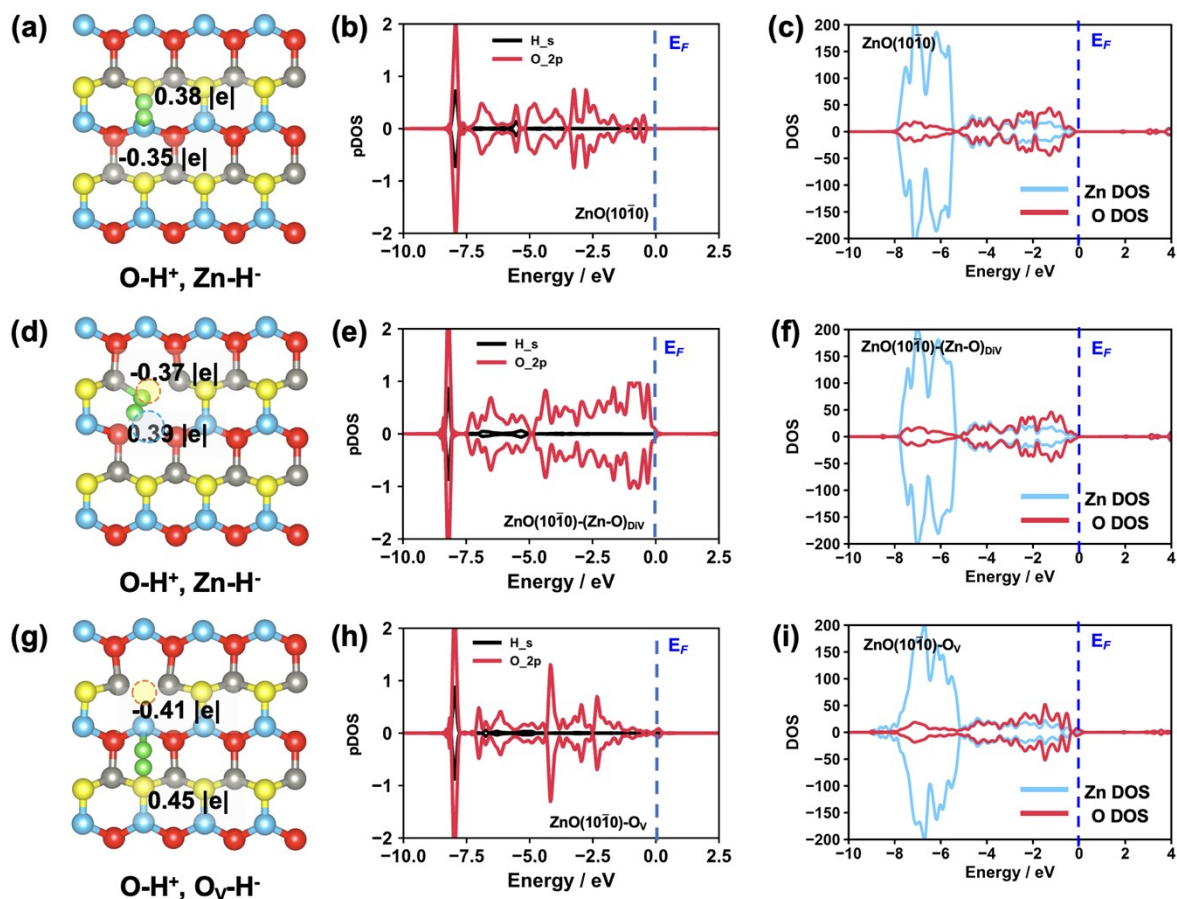 (a)
0.38 |e|
-0.35 |e|
O-H⁺, Zn-H⁻
(b)
H_s
O_2p
E_F
pDOS
2
1
0
−1
−2
ZnO(101̄0)
−10.0 −7.5 −5.0 −2.5 0.0 2.5
Energy / eV
(c)
ZnO(101̄0)
E_F
DOS
200
150
100
50
0
−50
−100
−150
−200
Zn DOS
O DOS
−10 −8 −6 −4 −2 0 2 4
Energy / eV
(d)
-0.37 |e|
0.39 |e|
O-H⁺, Zn-H⁻
(e)
H_s
O_2p
E_F
pDOS
2
1
0
−1
−2
ZnO(101̄0)-(Zn-O)DiV
−10.0 −7.5 −5.0 −2.5 0.0 2.5
Energy / eV
(f)
ZnO(101̄0)-(Zn-O)DiV
E_F
DOS
200
150
100
50
0
−50
−100
−150
−200
Zn DOS
O DOS
−10 −8 −6 −4 −2 0 2 4
Energy / eV
(g)
-0.41 |e|
0.45 |e|
O-H⁺, Oᵥ-H⁻
(h)
H_s
O_2p
E_F
pDOS
2
1
0
−1
−2
ZnO(101̄0)-Oᵥ
−10.0 −7.5 −5.0 −2.5 0.0 2.5
Energy / eV
(i)
ZnO(101̄0)-Oᵥ
E_F
DOS
200
150
100
50
0
−50
−100
−150
−200
Zn DOS
O DOS
−10 −8 −6 −4 −2 0 2 4
Energy / eV